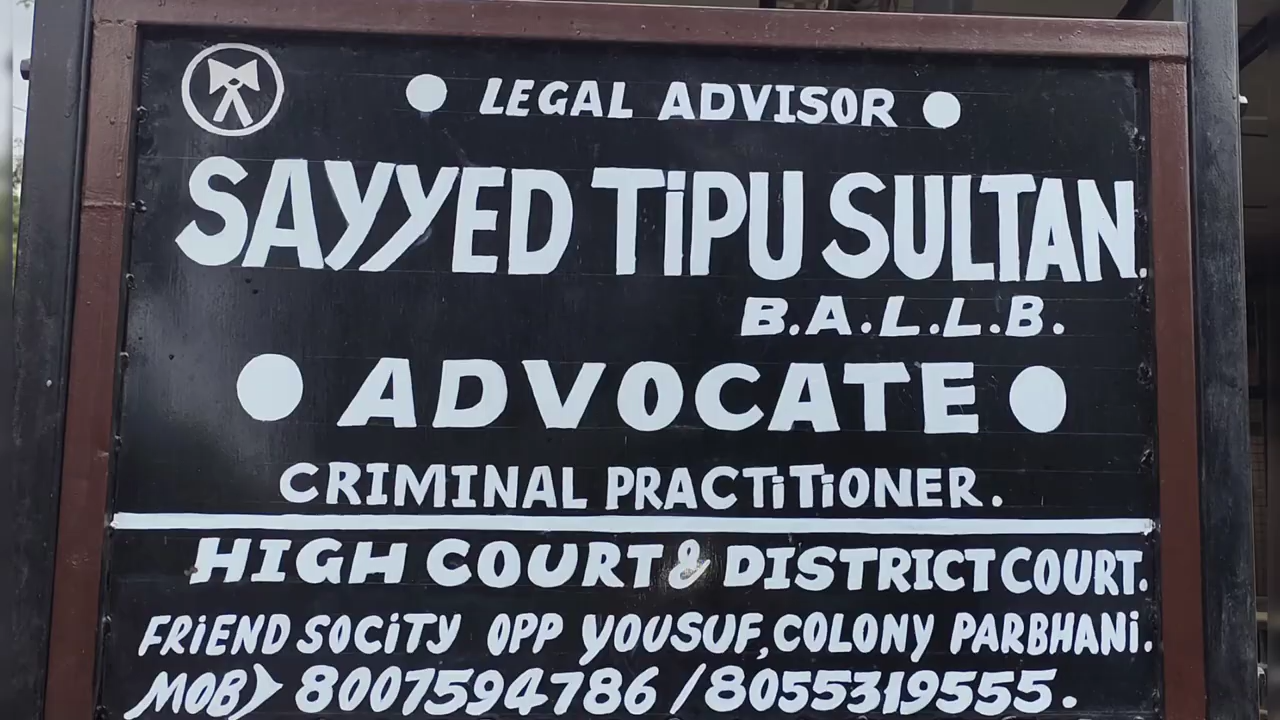 LEGAL ADVISOR
SAYYED TiPU SULTAN.
B.A.L.L.B.
ADVOCATE
CRIMINAL PRACTiTiONER.
HIGH COURT & DISTRICT COURT.
FRiEND SOCiTY OPP YOUSUF, COLONY PARBHANi.
MOB 8007594786 / 8055319555.